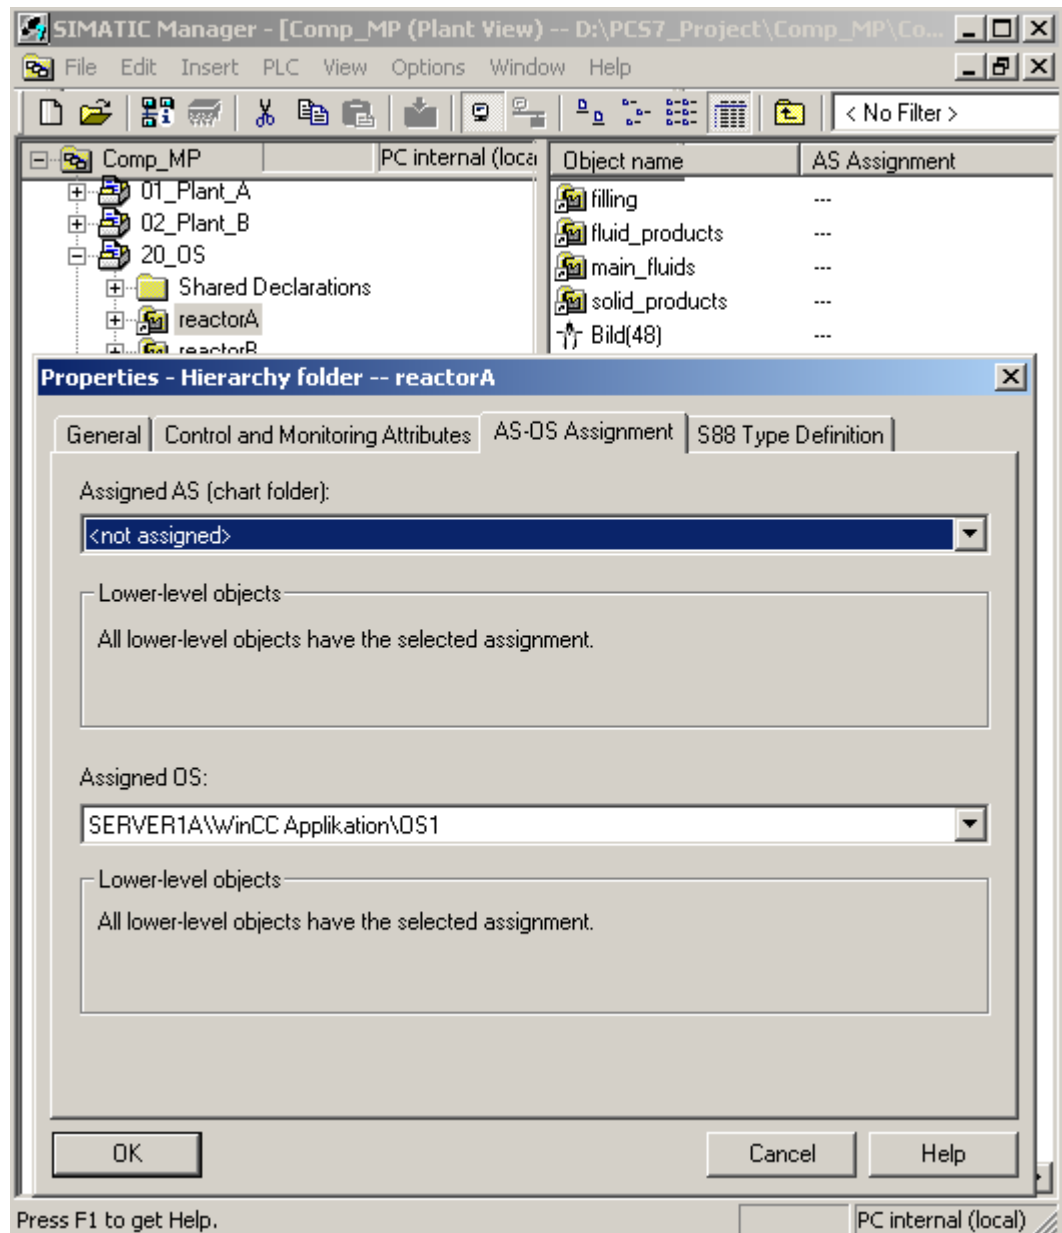 SIMATIC Manager - [Comp_MP (Plant View) -- D:\PCS7_Project\Comp_MP\Co...
File Edit Insert PLC View Options Window Help
< No Filter >
Comp_MP
PC internal (loca
Object name
AS Assignment
01_Plant_A
02_Plant_B
20_OS
Shared Declarations
reactorA
reactorB
filling ---
fluid_products ---
main_fluids ---
solid_products ---
Bild(48) ---
Properties - Hierarchy folder -- reactorA
General
Control and Monitoring Attributes
AS-OS Assignment
S88 Type Definition
Assigned AS (chart folder):
<not assigned>
Lower-level objects
All lower-level objects have the selected assignment.
Assigned OS:
SERVER1A\WinCC Applikation\OS1
Lower-level objects
All lower-level objects have the selected assignment.
OK
Cancel
Help
Press F1 to get Help.
PC internal (local)